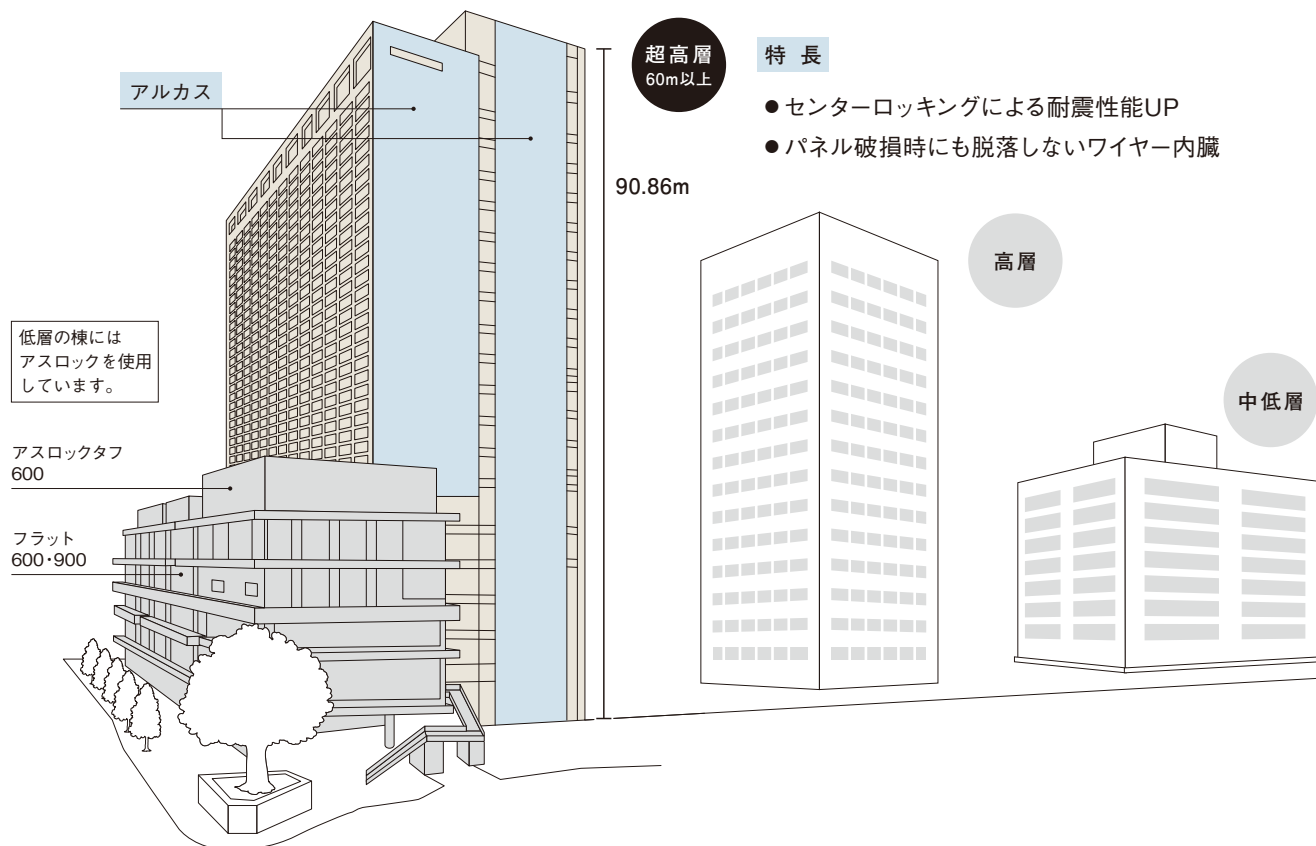 アルカス
超高層
60m以上
特 長
●センターロッキングによる耐震性能UP
●パネル破損時にも脱落しないワイヤー内臓
90.86m
高層
中低層
低層の棟には
アスロックを使用
しています。
アスロックタフ
600
フラット
600・900